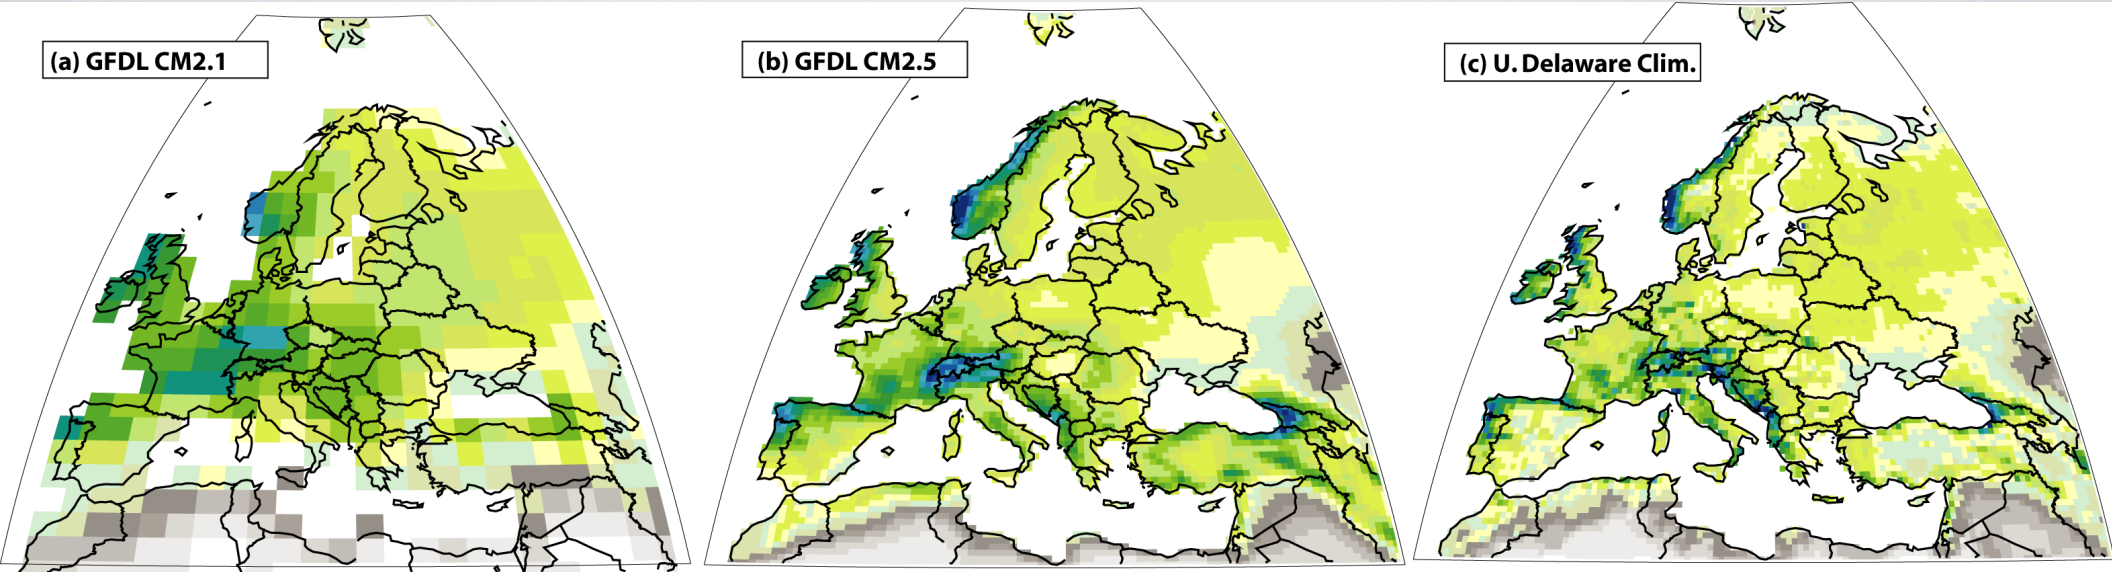 (a) GFDL CM2.1
(b) GFDL CM2.5
(c) U. Delaware Clim.